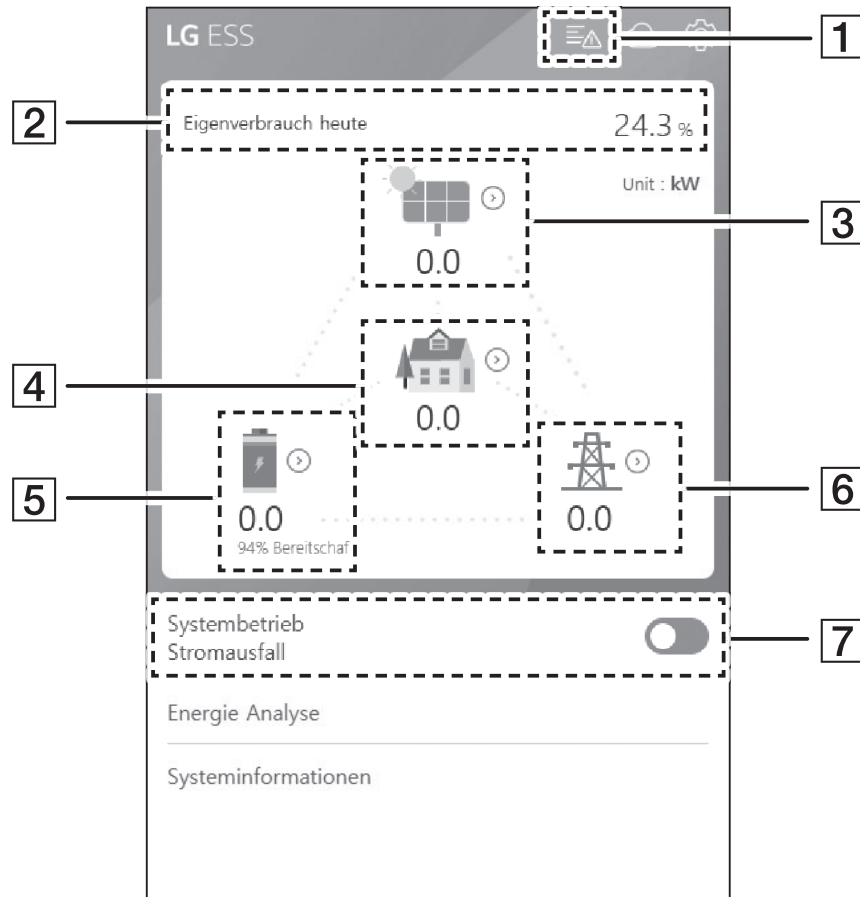 LG ESS
1
2
Eigenverbrauch heute 24.3 %
Unit : kW
3
0.0
4
0.0
5
0.0
94% Bereitschaf
6
0.0
Systembetrieb
Stromausfall
7
Energie Analyse
Systeminformationen